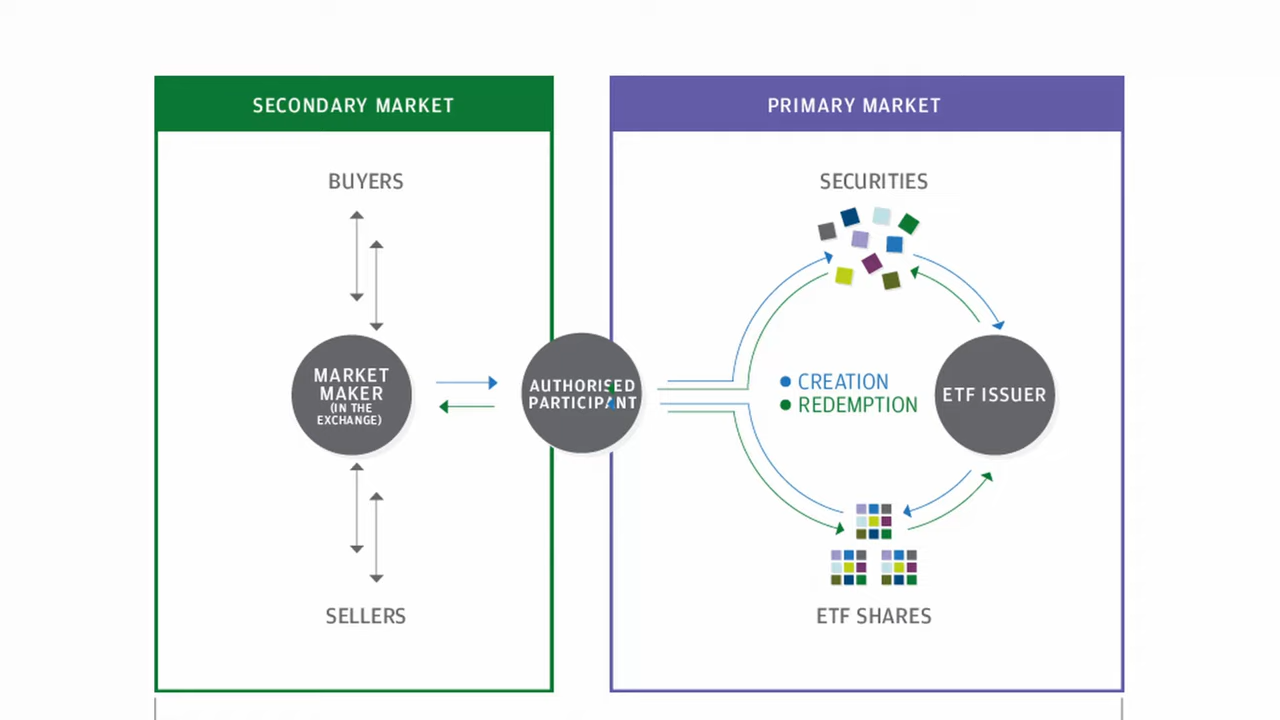 SECONDARY MARKET
PRIMARY MARKET
BUYERS
SECURITIES
MARKET
MAKER
(IN THE
EXCHANGE)
AUTHORISED
PARTICIPANT
CREATION
REDEMPTION
ETF ISSUER
SELLERS
ETF SHARES